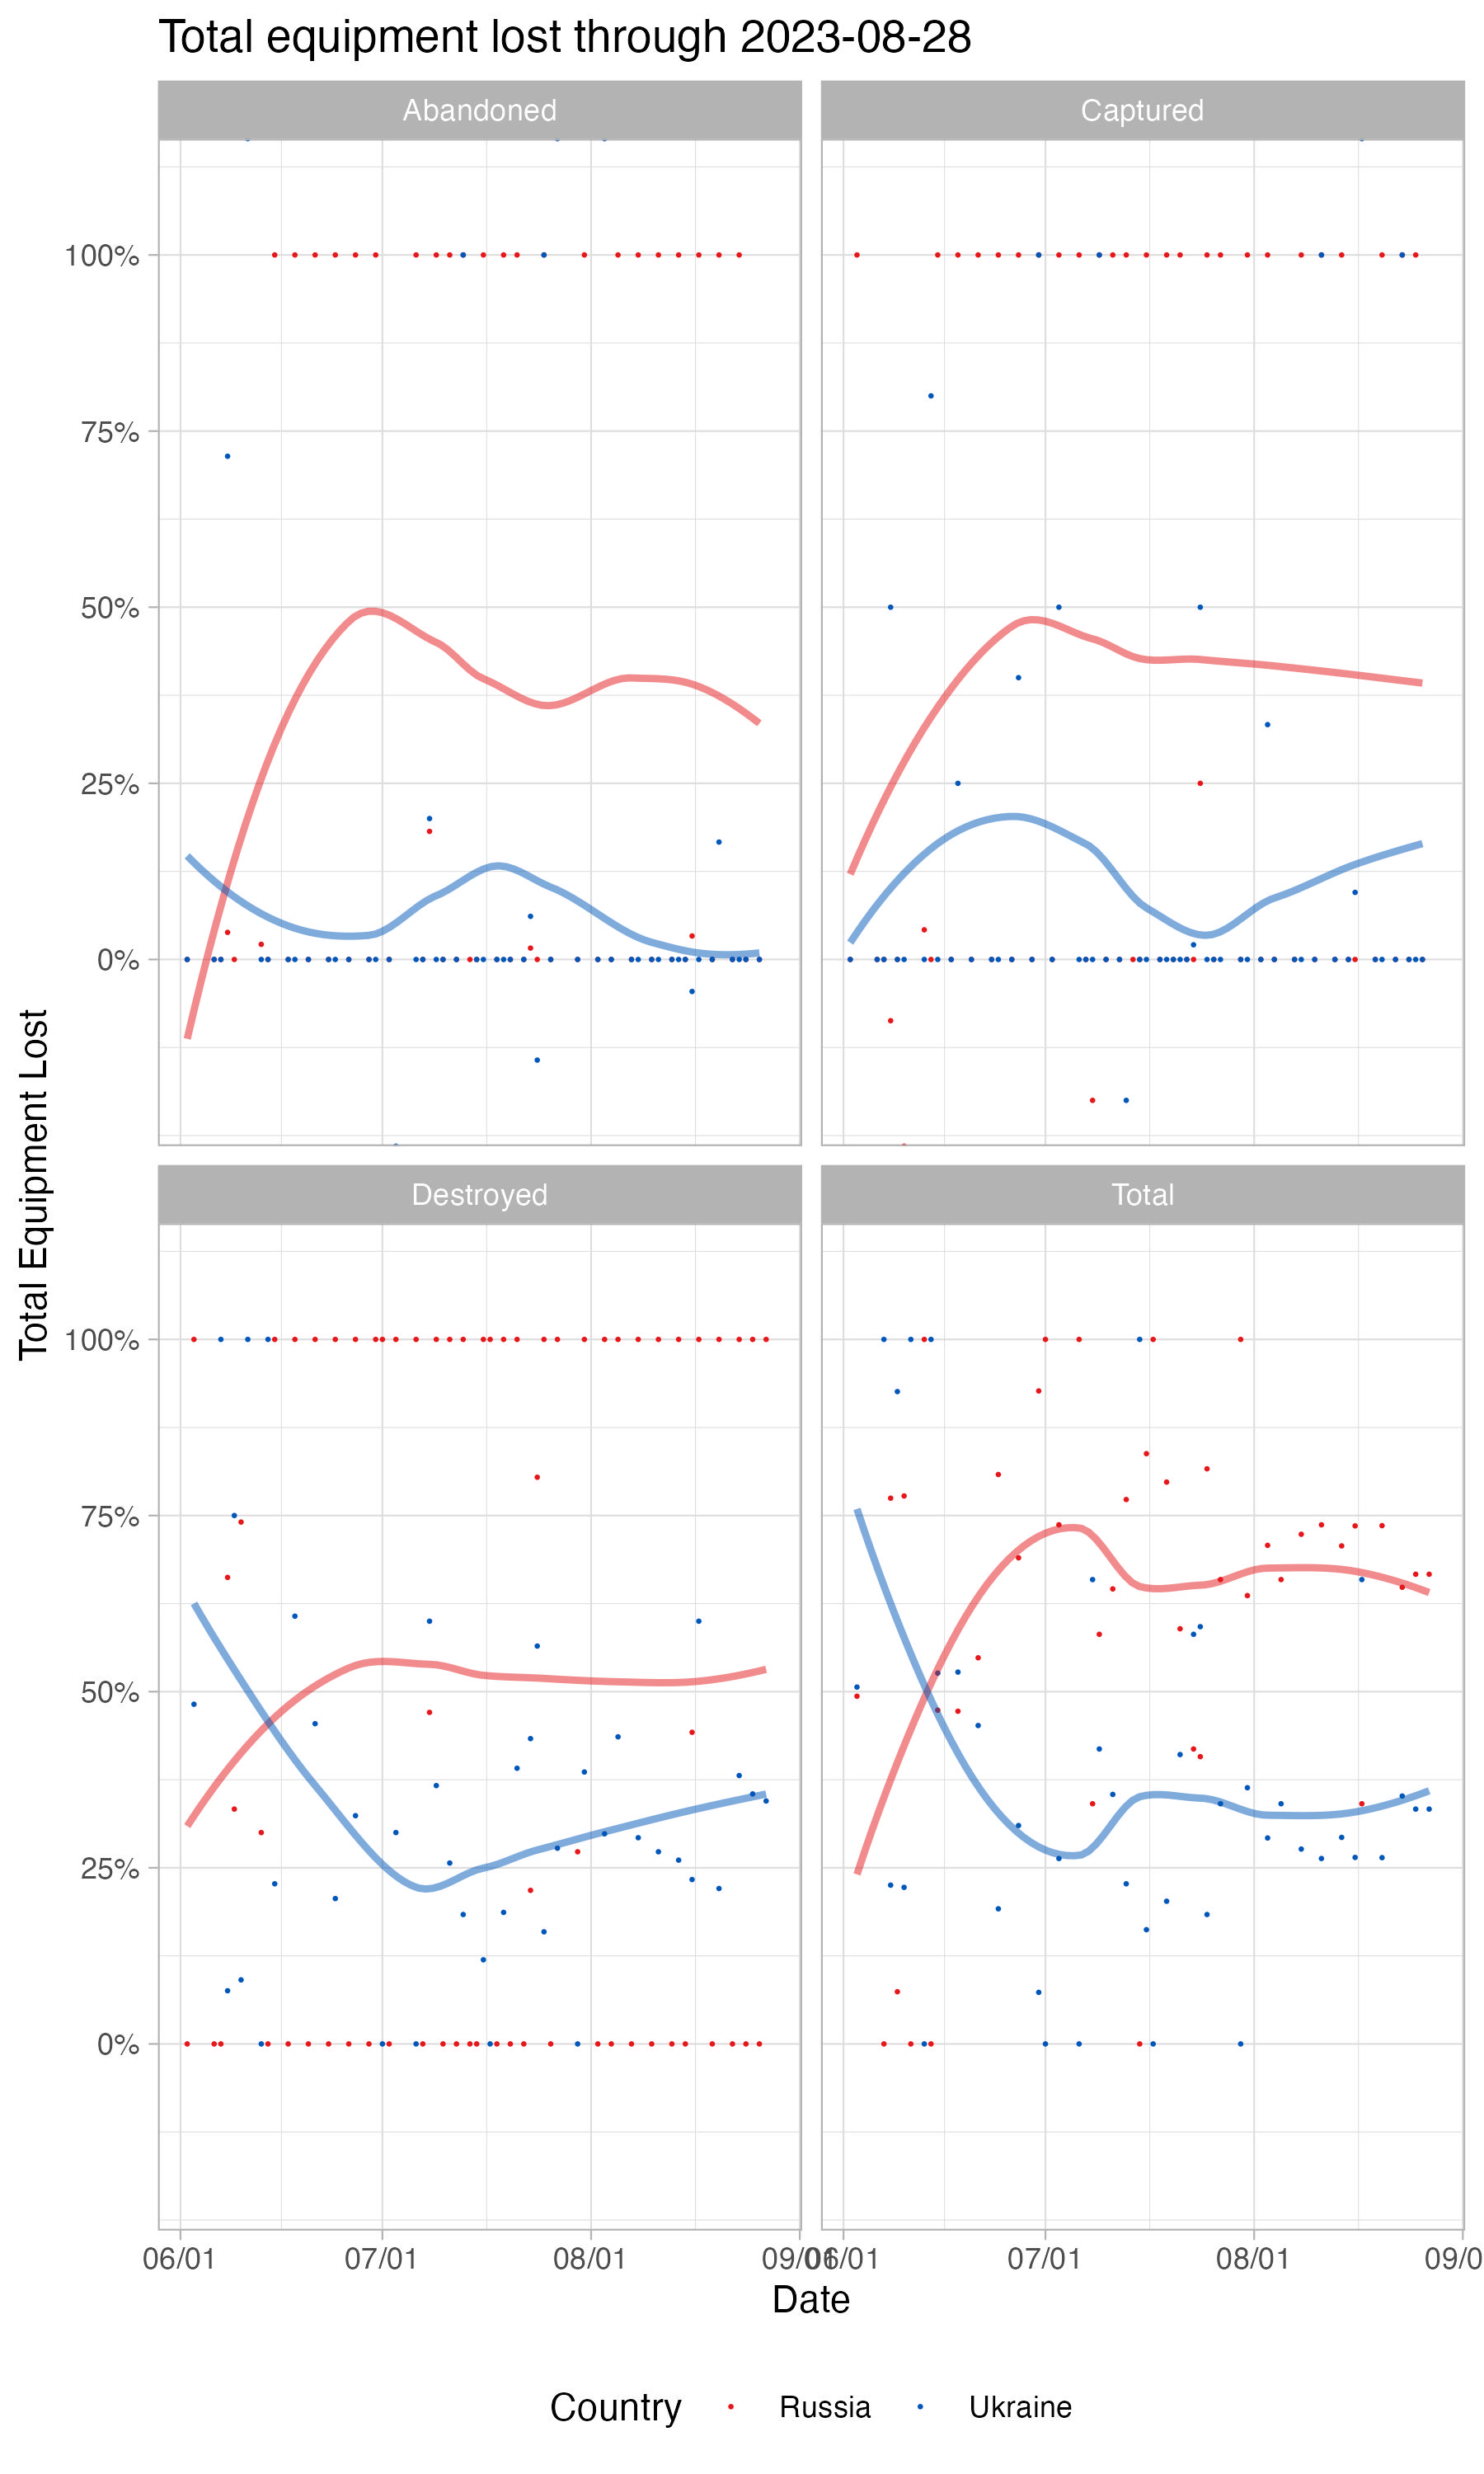 Total equipment lost through 2023-08-28
Abandoned
Captured
100%
75%
50%
25%
0%
Total Equipment Lost
Destroyed
Total
100%
75%
50%
25%
0%
06/01
07/01
08/01
09/01
06/01
07/01
08/01
09/0
Date
Country
Russia
Ukraine